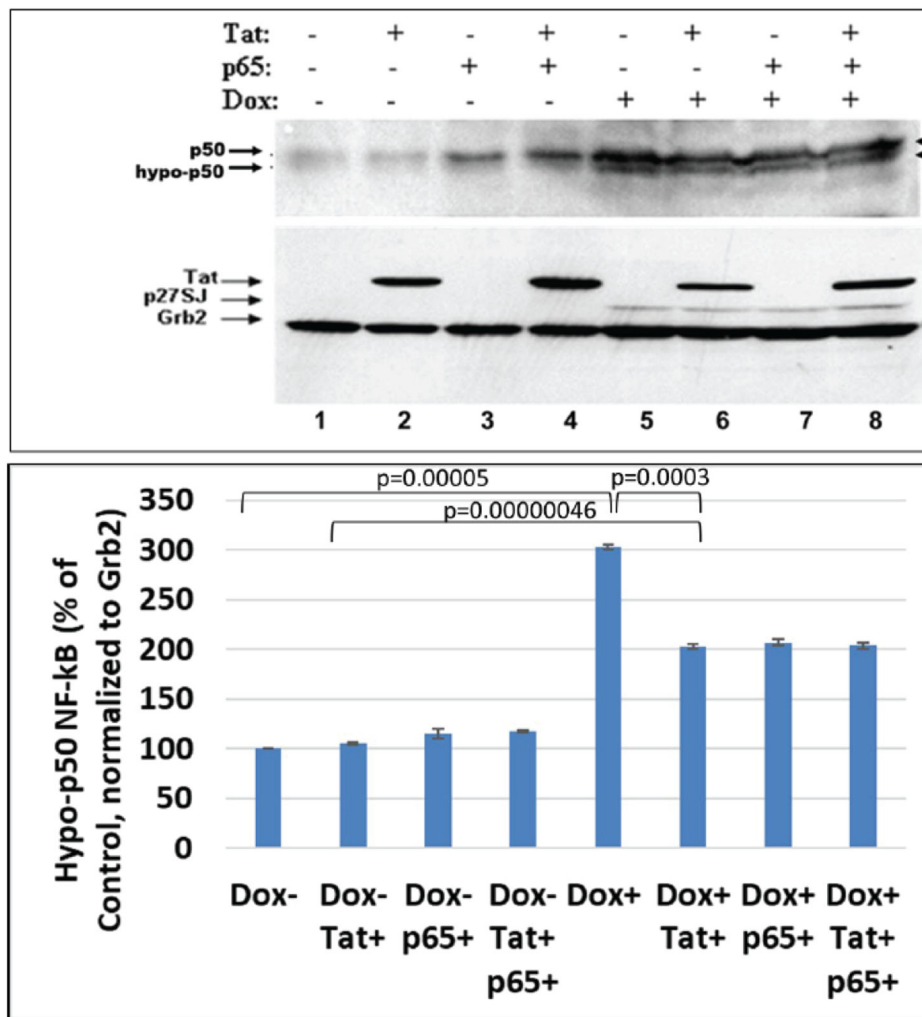 Tat: - + - + - + - +
p65: - - + + - - + +
Dox: - - - - + + + +
p50
hypo-p50
Tat
p27SJ
Grb2
1 2 3 4 5 6 7 8
p=0.00005 p=0.0003
p=0.00000046
Hypo-p50 NF-kB (% of
Control, normalized to Grb2)
350
300
250
200
150
100
50
0
Dox- Dox- Dox- Dox- Dox+ Dox+ Dox+ Dox+
Tat+ p65+ Tat+ Tat+ p65+ Tat+
p65+ p65+